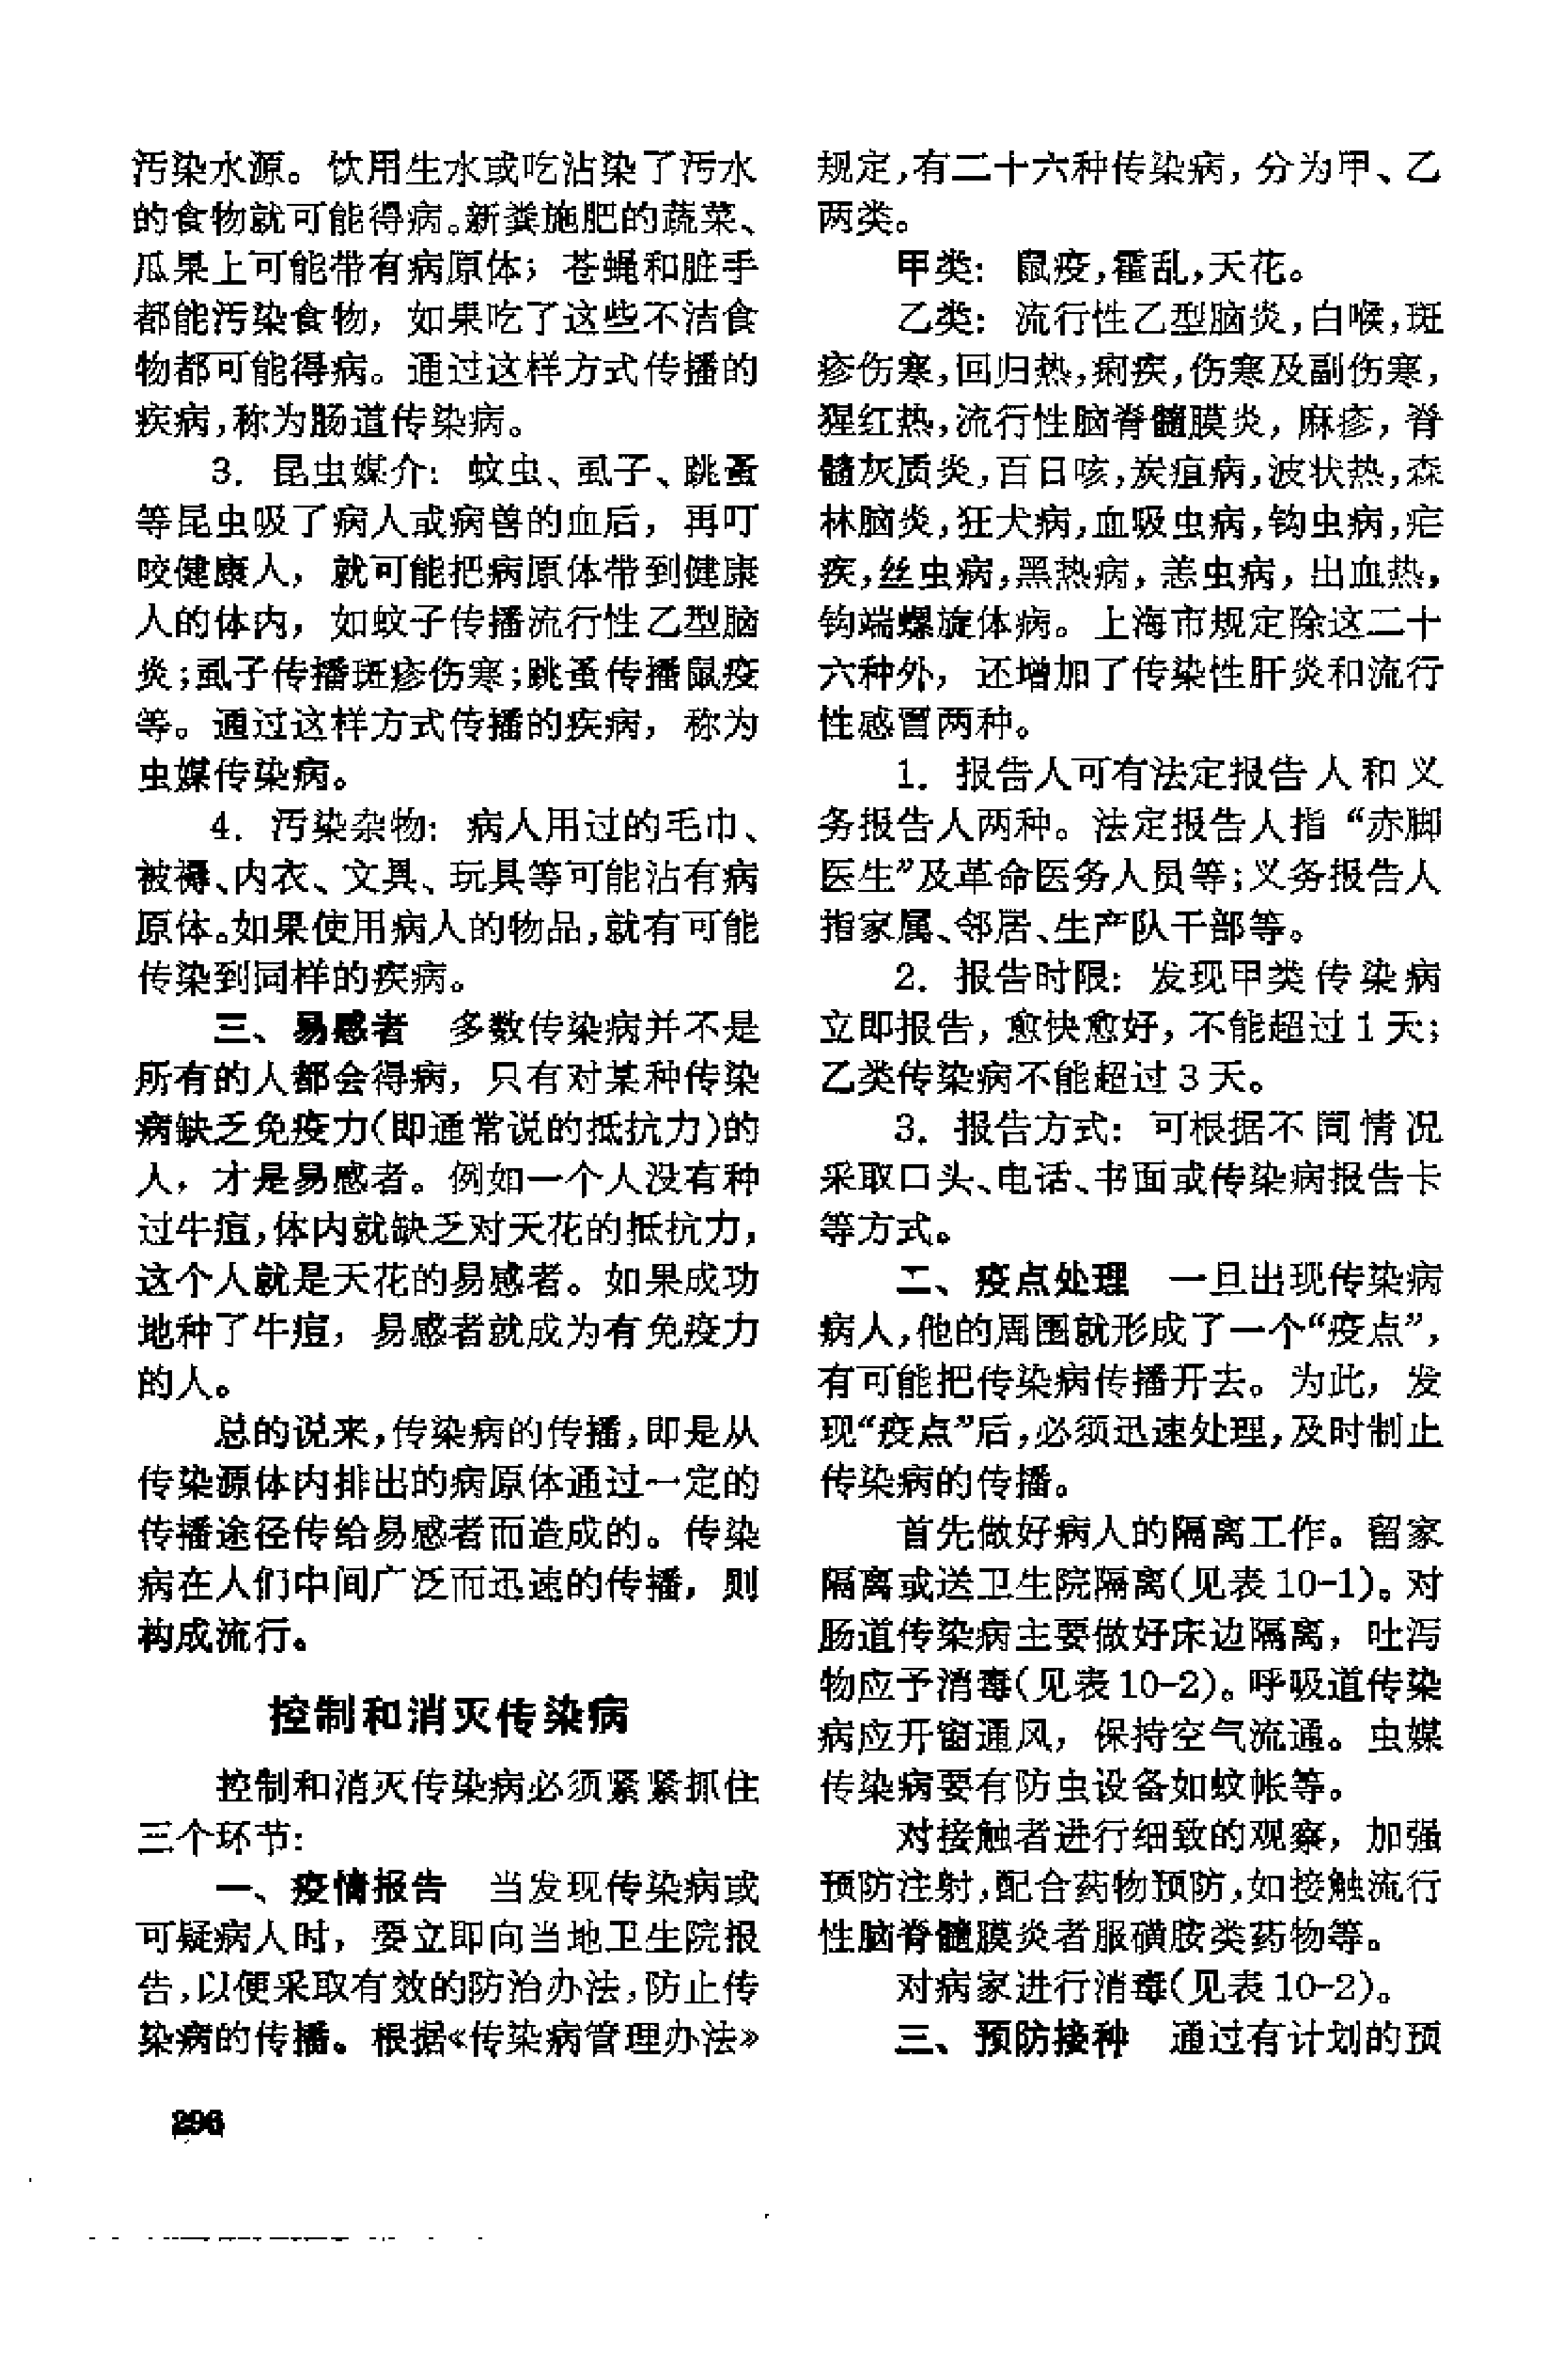 污染水源。饮用生水或吃沾染了污水
的食物就可能得病。新粪施肥的蔬菜、
瓜果上可能带有病原体；苍蝇和脏手
都能污染食物，如果吃了这些不洁食
物都可能得病。通过这样方式传播的
疾病，称为肠道传染病。
3. 昆虫媒介：蚊虫、虱子、跳蚤
等昆虫吸了病人或病兽的血后，再叮
咬健康人，就可能把病原体带到健康
人的体内，如蚊子传播流行性乙型脑
炎；虱子传播斑疹伤寒；跳蚤传播鼠疫
等。通过这样方式传播的疾病，称为
虫媒传染病。
4. 污染杂物：病人用过的毛巾、
被褥、内衣、文具、玩具等可能沾有病
原体。如果使用病人的物品，就有可能
传染到同样的疾病。
三、易感者　多数传染病并不是
所有的人都会得病，只有对某种传染
病缺乏免疫力(即通常说的抵抗力)的
人，才是易感者。例如一个人没有种
过牛痘，体内就缺乏对天花的抵抗力，
这个人就是天花的易感者。如果成功
地种了牛痘，易感者就成为有免疫力
的人。
总的说来，传染病的传播，即是从
传染源体内排出的病原体通过一定的
传播途径传给易感者而造成的。传染
病在人们中间广泛而迅速的传播，则
构成流行。
控制和消灭传染病
控制和消灭传染病必须紧紧抓住
三个环节：
一、疫情报告　当发现传染病或
可疑病人时，要立即向当地卫生院报
告，以便采取有效的防治办法，防止传
染病的传播。根据《传染病管理办法》
规定，有二十六种传染病，分为甲、乙
两类。
甲类：鼠疫，霍乱，天花。
乙类：流行性乙型脑炎，白喉，斑
疹伤寒，回归热，痢疾，伤寒及副伤寒，
猩红热，流行性脑脊髓膜炎，麻疹，脊
髓灰质炎，百日咳，炭疽病，波状热，森
林脑炎，狂犬病，血吸虫病，钩虫病，疟
疾，丝虫病，黑热病，恙虫病，出血热，
钩端螺旋体病。上海市规定除这二十
六种外，还增加了传染性肝炎和流行
性感冒两种。
1. 报告人可有法定报告人和义
务报告人两种。法定报告人指“赤脚
医生”及革命医务人员等；义务报告人
指家属、邻居、生产队干部等。
2. 报告时限：发现甲类传染病
立即报告，愈快愈好，不能超过1天；
乙类传染病不能超过3天。
3. 报告方式：可根据不同情况
采取口头、电话、书面或传染病报告卡
等方式。
二、疫点处理　一旦出现传染病
病人，他的周围就形成了一个“疫点”，
有可能把传染病传播开去。为此，发
现“疫点”后，必须迅速处理，及时制止
传染病的传播。
首先做好病人的隔离工作。留家
隔离或送卫生院隔离(见表10-1)。对
肠道传染病主要做好床边隔离，吐泻
物应予消毒(见表10-2)。呼吸道传染
病应开窗通风，保持空气流通。虫媒
传染病要有防虫设备如蚊帐等。
对接触者进行细致的观察，加强
预防注射，配合药物预防，如接触流行
性脑脊髓膜炎者服磺胺类药物等。
对病家进行消毒(见表10-2)。
三、预防接种　通过有计划的预
296